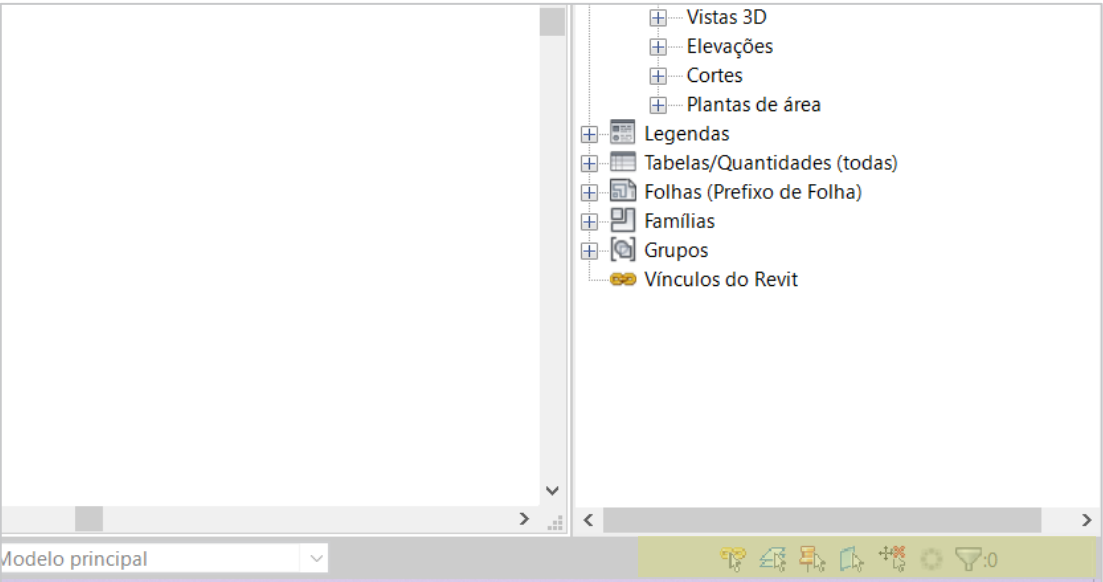 Vistas 3D
Elevações
Cortes
Plantas de área
Legendas
Tabelas/Quantidades (todas)
Folhas (Prefixo de Folha)
Famílias
Grupos
Vínculos do Revit
Modelo principal
:0